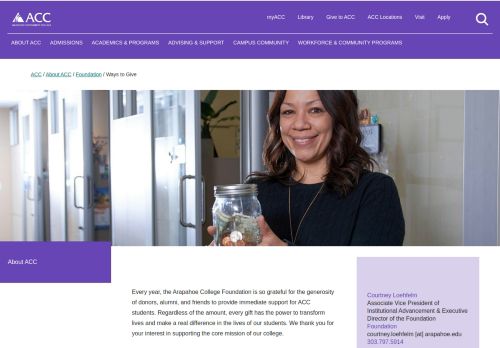 myACC Library Give to ACC ACC Locations Visit Apply
ACC
ABOUT ACC ADMISSIONS ACADEMICS & PROGRAMS ADVISING & SUPPORT CAMPUS COMMUNITY WORKFORCE & COMMUNITY PROGRAMS
ACC / About ACC / Foundation / Ways to Give
About ACC
Every year, the Arapahoe College Foundation is so grateful for the generosity
of donors, alumni, and friends to provide immediate support for ACC
students. Regardless of the amount, every gift has the power to transform
lives and make a real difference in the lives of our students. We thank you for
your interest in supporting the core mission of our college.
Courtney Loehfelm
Associate Vice President of
Institutional Advancement & Executive
Director of the Foundation
Foundation
courtney.loehfelm [at] arapahoe.edu
303.797.5914